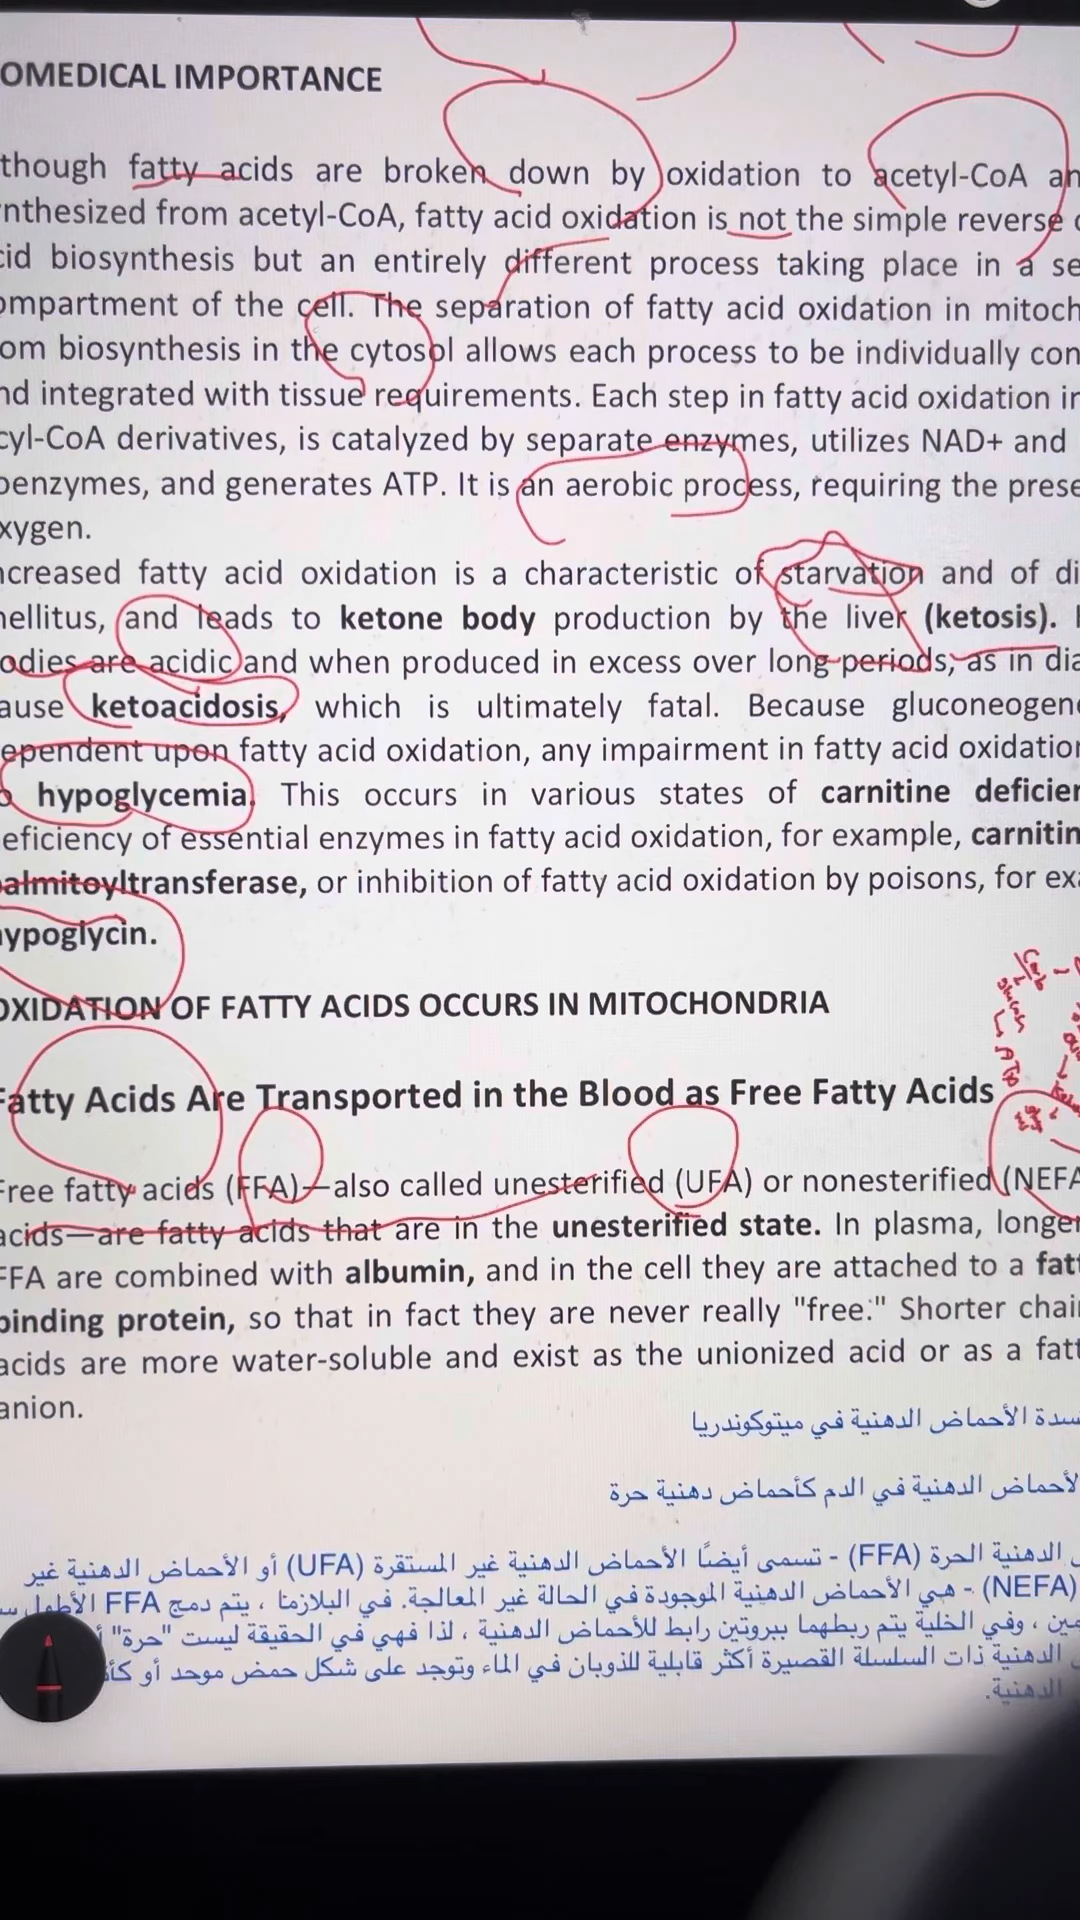 OMEDICAL IMPORTANCE
though fatty acids are broken down by oxidation to acetyl-CoA an
nthesized from acetyl-CoA, fatty acid oxidation is not the simple reverse
cid biosynthesis but an entirely different process taking place in a se
ompartment of the cell. The separation of fatty acid oxidation in mitoch
om biosynthesis in the cytosol allows each process to be individually con
nd integrated with tissue requirements. Each step in fatty acid oxidation in
cyl-CoA derivatives, is catalyzed by separate enzymes, utilizes NAD+ and
oenzymes, and generates ATP. It is an aerobic process, requiring the prese
xygen.
ncreased fatty acid oxidation is a characteristic of starvation and of di
mellitus, and leads to ketone body production by the liver (ketosis).
odies are acidic and when produced in excess over long periods, as in dia
ause ketoacidosis, which is ultimately fatal. Because gluconeogen
ependent upon fatty acid oxidation, any impairment in fatty acid oxidation
o hypoglycemia. This occurs in various states of carnitine deficien
eficiency of essential enzymes in fatty acid oxidation, for example, carnitin
palmitoyltransferase, or inhibition of fatty acid oxidation by poisons, for exa
hypoglycin.
OXIDATION OF FATTY ACIDS OCCURS IN MITOCHONDRIA
Fatty Acids Are Transported in the Blood as Free Fatty Acids
Free fatty acids (FFA)—also called unesterified (UFA) or nonesterified (NEFA
acids—are fatty acids that are in the unesterified state. In plasma, longer
FFA are combined with albumin, and in the cell they are attached to a fatt
binding protein, so that in fact they are never really "free." Shorter chain
acids are more water-soluble and exist as the unionized acid or as a fatt
anion.
سدة الأحماض الدهنية في ميتوكوندريا
لأحماض الدهنية في الدم كأحماض دهنية حرة
الدهنية الحرة (FFA) - تسمى أيضًا الأحماض الدهنية غير المستقرة (UFA) أو الأحماض الدهنية غير
(NEFA) - هي الأحماض الدهنية الموجودة في الحالة غير المعالجة. في البلازما ، يتم دمج FFA الأطول
مين ، وفي الخلية يتم ربطهما ببروتين رابط للأحماض الدهنية ، لذا فهي في الحقيقة ليست "حرة"
الدهنية ذات السلسلة القصيرة أكثر قابلية للذوبان في الماء وتوجد على شكل حمض موحد أو كأ
الدهنية.